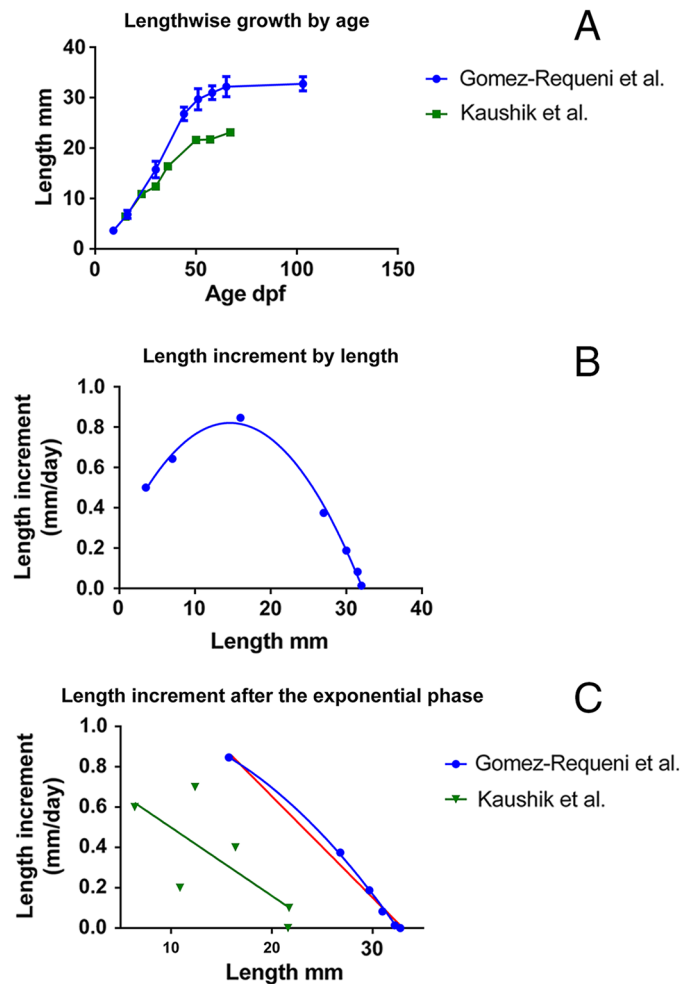 Lengthwise growth by age
A
40
30
20
10
0
Length mm
0 50 100 150
Age dpf
Gomez-Requeni et al.
Kaushik et al.
Length increment by length
B
1.0
0.8
0.6
0.4
0.2
0.0
Length increment
(mm/day)
0 10 20 30 40
Length mm
Length increment after the exponential phase
C
1.0
0.8
0.6
0.4
0.2
0.0
Length increment
(mm/day)
10 20 30
Length mm
Gomez-Requeni et al.
Kaushik et al.